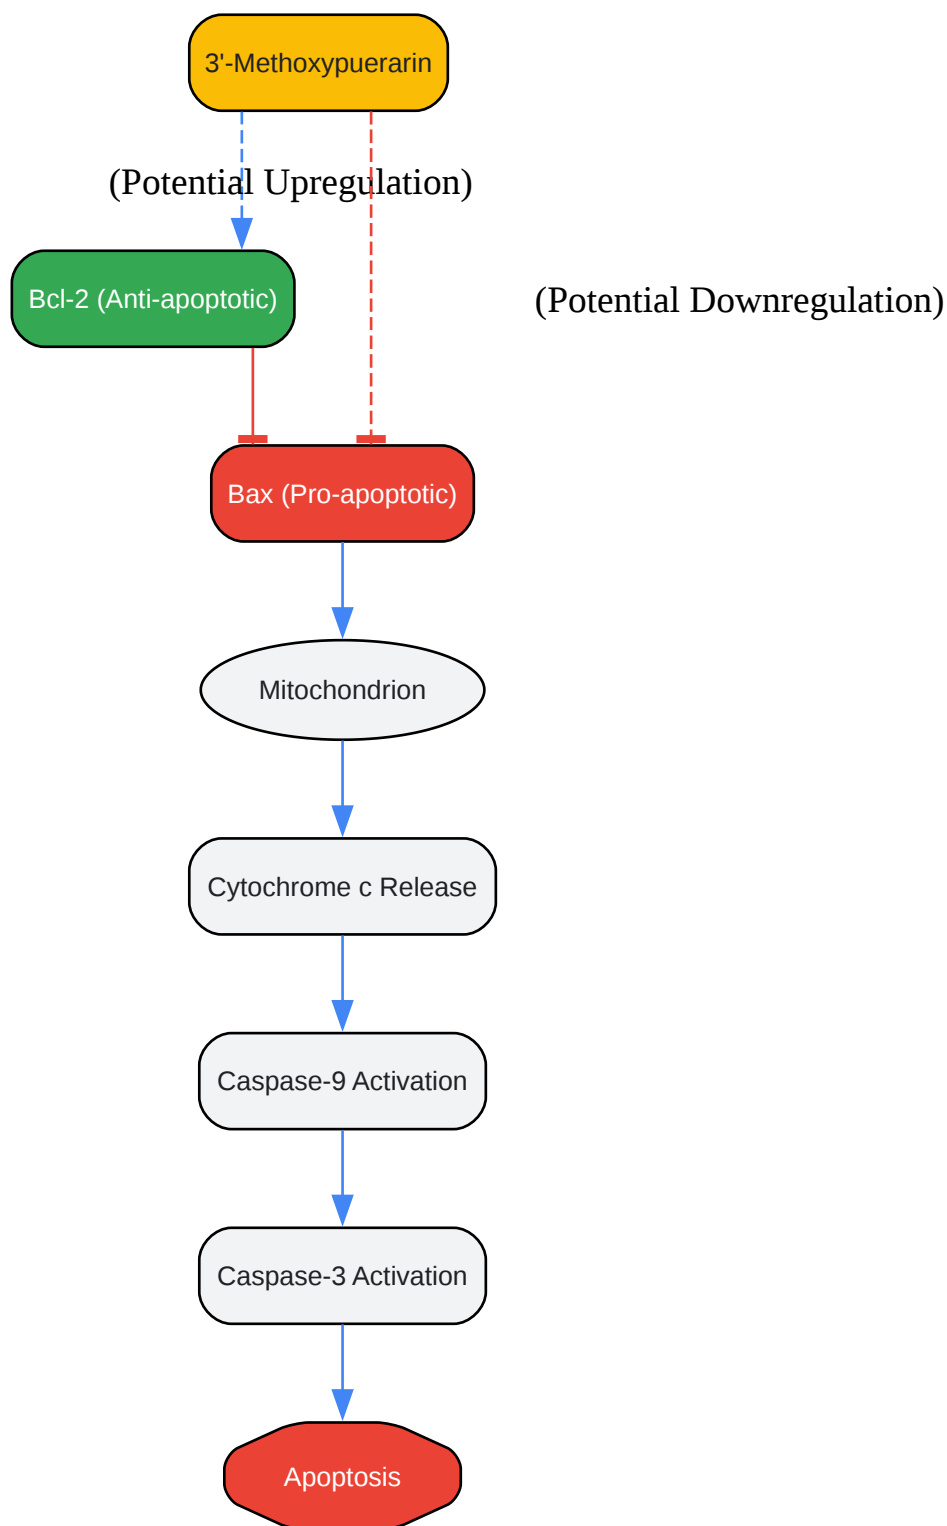 3'-Methoxypuerarin
(Potential Upregulation)
Bcl-2 (Anti-apoptotic)
(Potential Downregulation)
Bax (Pro-apoptotic)
Mitochondrion
Cytochrome c Release
Caspase-9 Activation
Caspase-3 Activation
Apoptosis